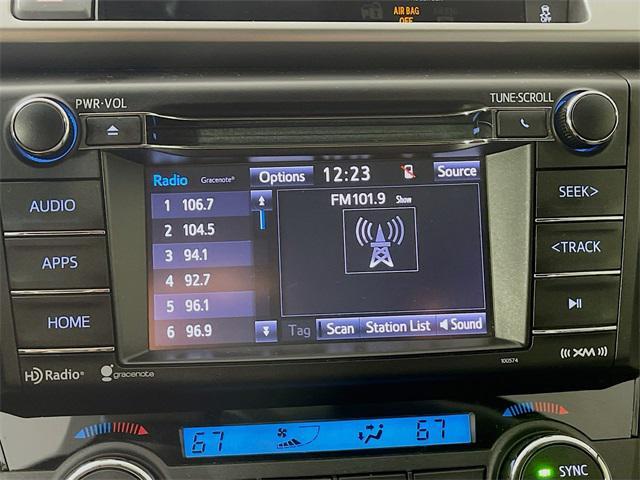 AIR BAG
OFF
PWR·VOL
TUNE·SCROLL
Radio Gracenote® Options 12:23 Source
AUDIO
APPS
HOME
1 106.7
2 104.5
3 94.1
4 92.7
5 96.1
6 96.9
FM101.9 Show
Tag Scan Station List Sound
SEEK>
<TRACK
HD Radio®
gracenote
100574
((XM))
67
67
SYNC